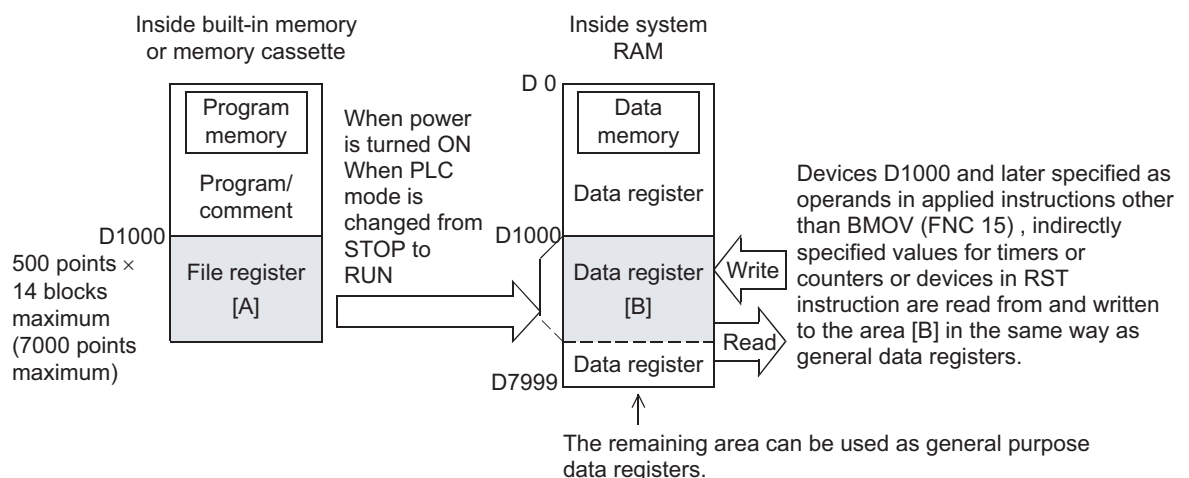 Inside built-in memory
or memory cassette
Program
memory
Program/
comment
D1000
500 points ×
14 blocks
maximum
(7000 points
maximum)
File register
[A]
When power
is turned ON
When PLC
mode is
changed from
STOP to
RUN
Inside system
RAM
D 0
Data
memory
Data register
D1000
Data register
[B]
Data register
D7999
Write
Read
Devices D1000 and later specified as
operands in applied instructions other
than BMOV (FNC 15) , indirectly
specified values for timers or
counters or devices in RST
instruction are read from and written
to the area [B] in the same way as
general data registers.
The remaining area can be used as general purpose
data registers.